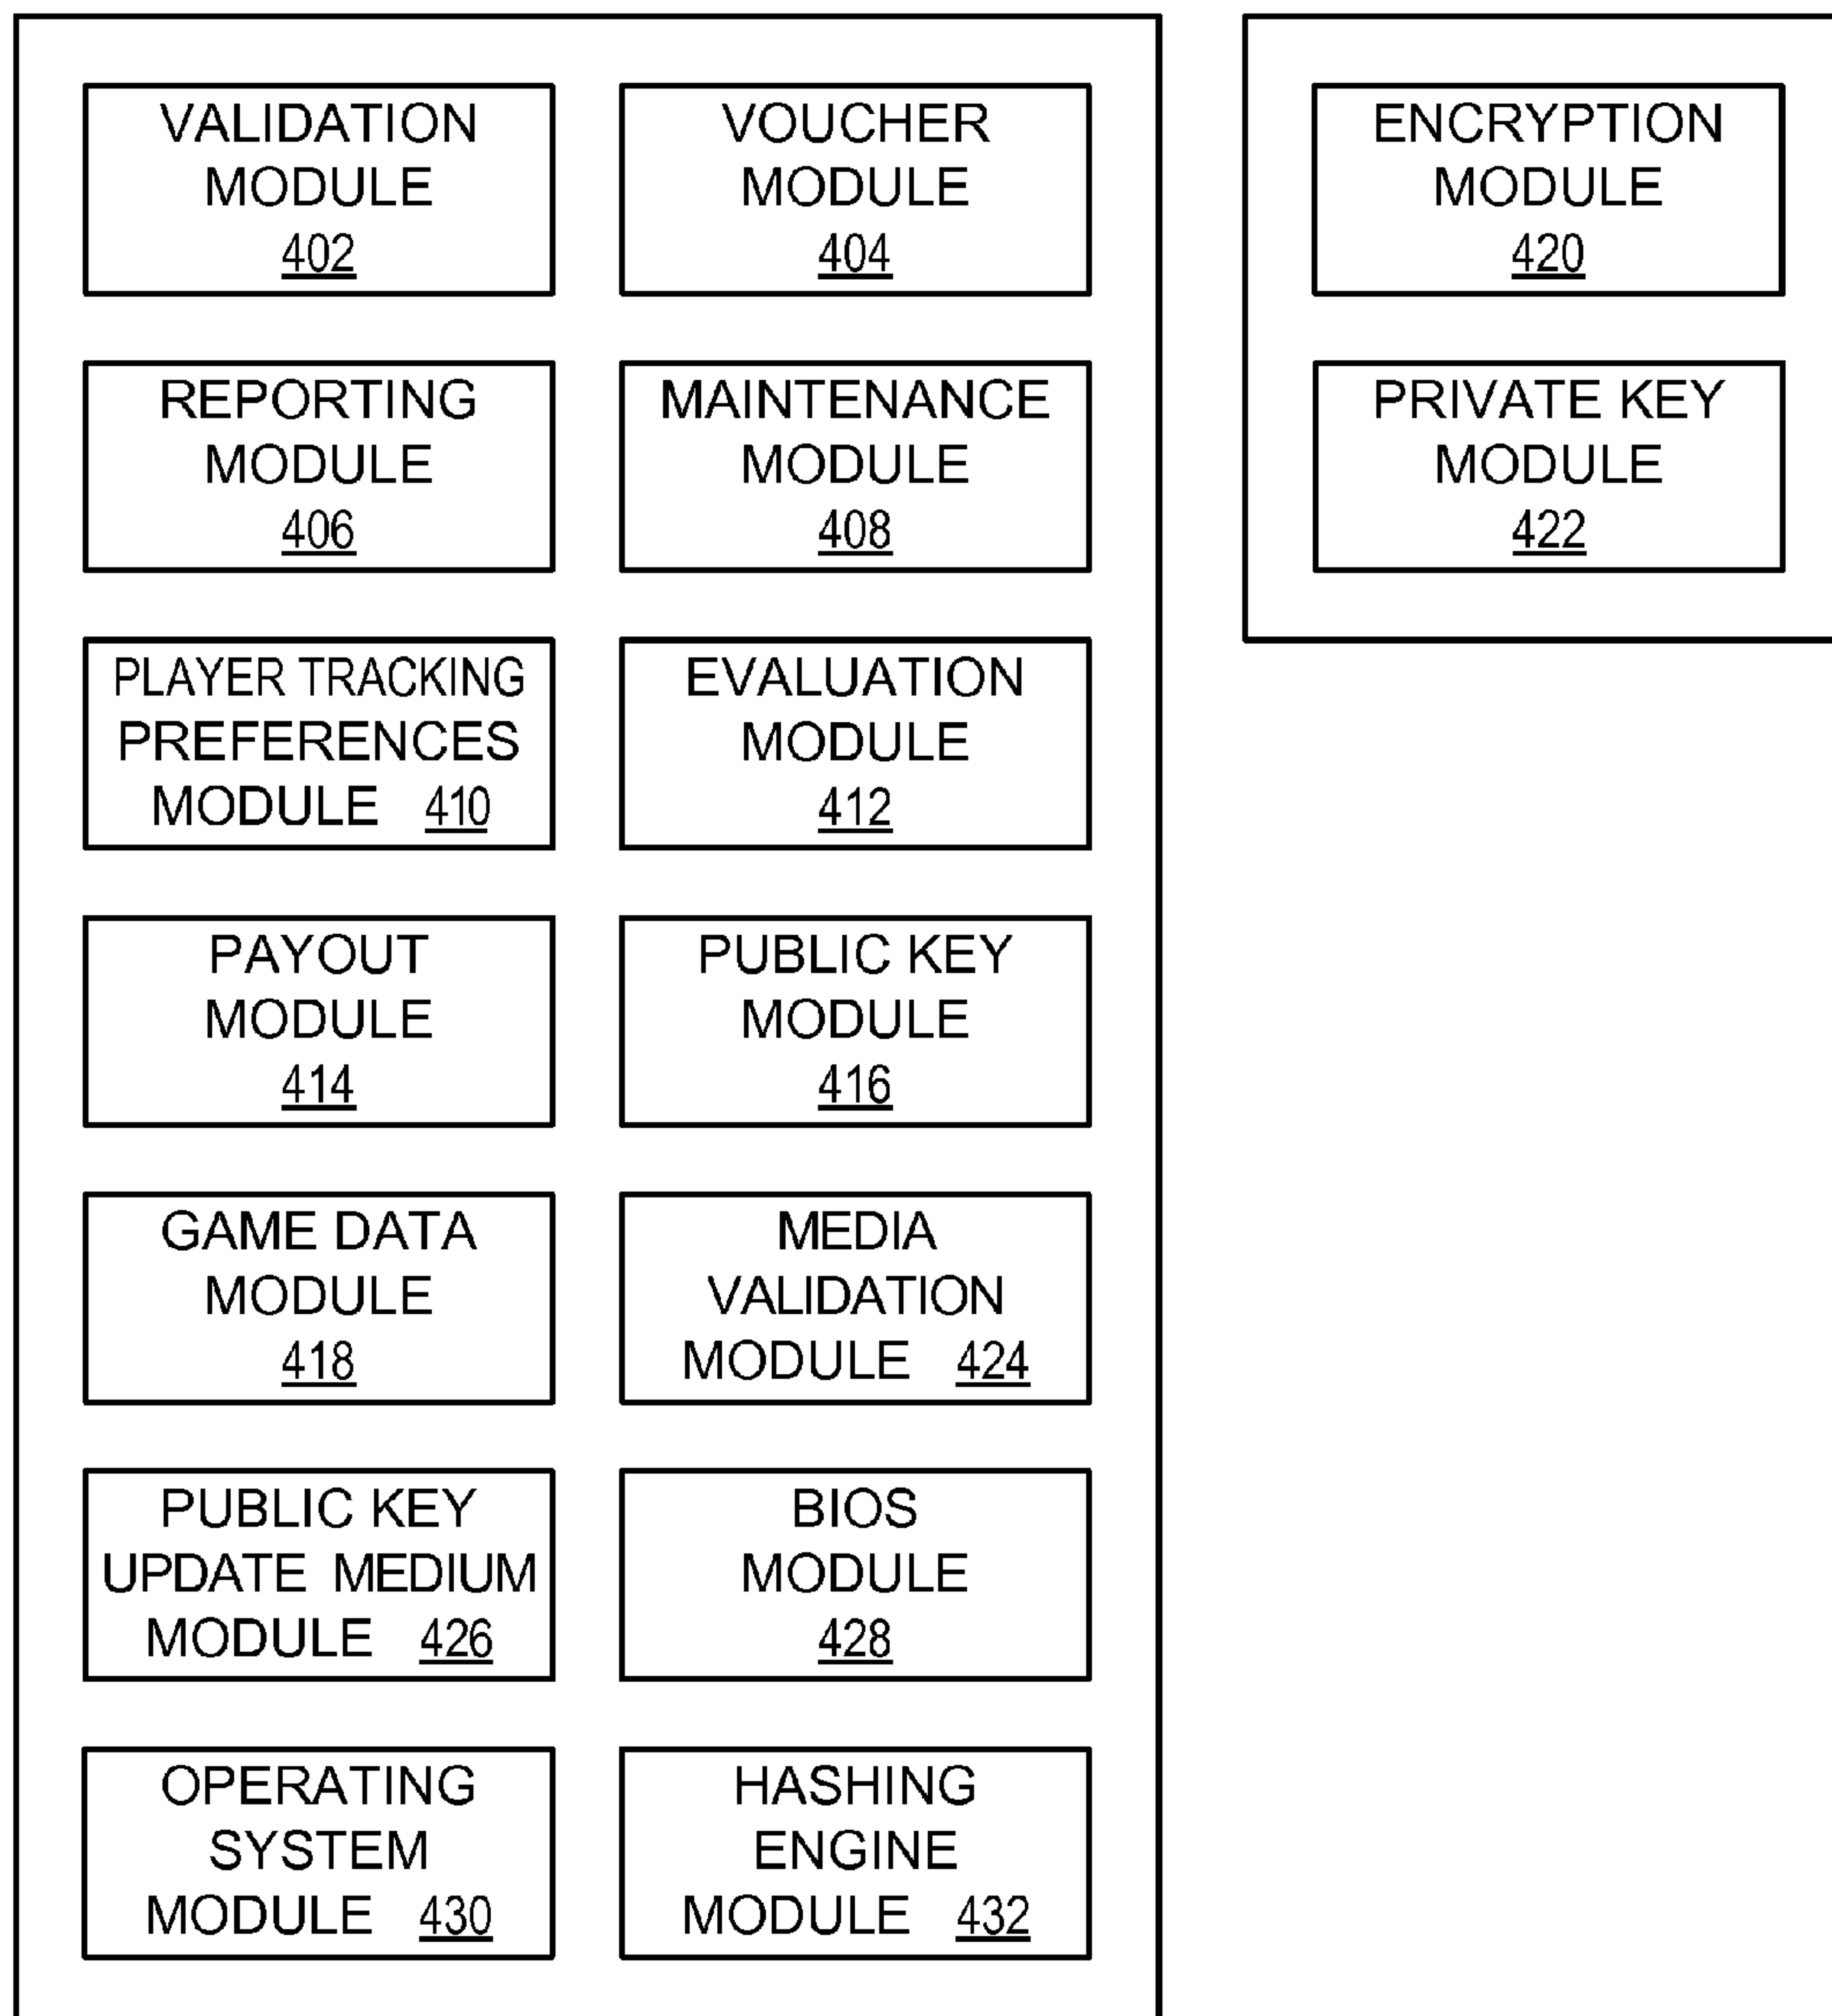 VALIDATION
MODULE
402
VOUCHER
MODULE
404
REPORTING
MODULE
406
MAINTENANCE
MODULE
408
PLAYER TRACKING
PREFERENCES
MODULE 410
EVALUATION
MODULE
412
PAYOUT
MODULE
414
PUBLIC KEY
MODULE
416
GAME DATA
MODULE
418
MEDIA
VALIDATION
MODULE 424
PUBLIC KEY
UPDATE MEDIUM
MODULE 426
BIOS
MODULE
428
OPERATING
SYSTEM
MODULE 430
HASHING
ENGINE
MODULE 432
ENCRYPTION
MODULE
420
PRIVATE KEY
MODULE
422